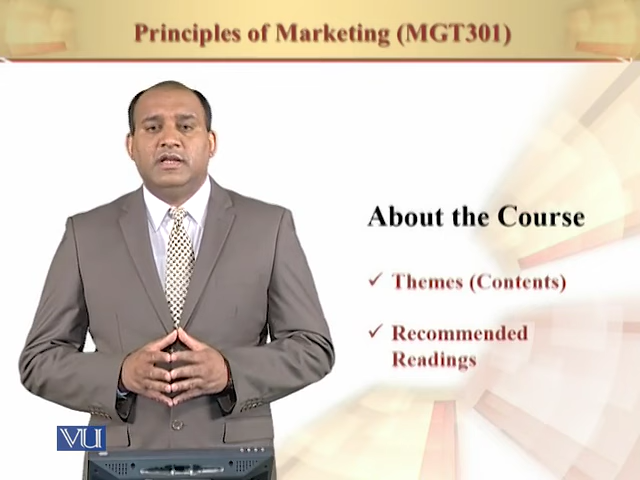 Principles of Marketing (MGT301)
About the Course
✓ Themes (Contents)
✓ Recommended
Readings
VU